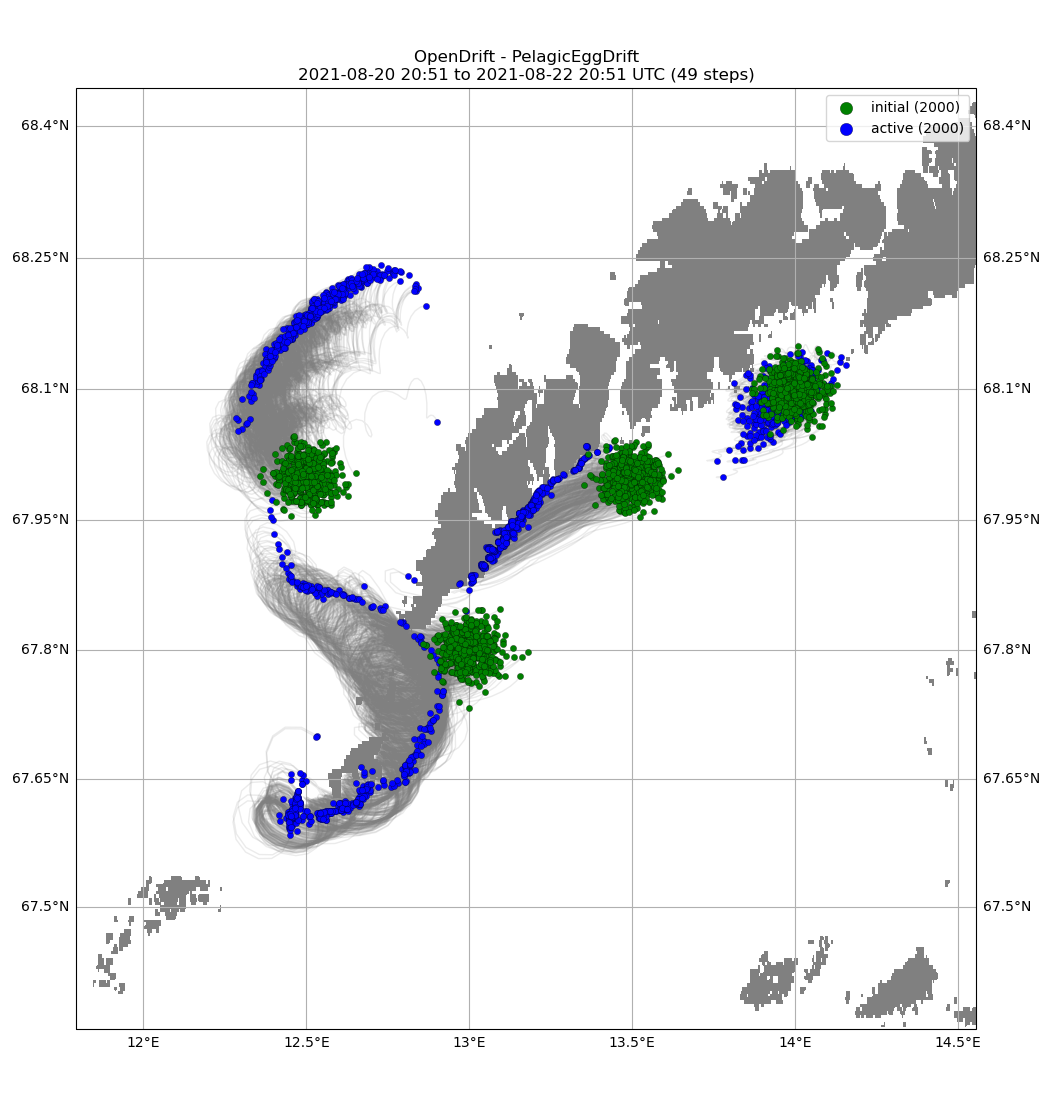 OpenDrift - PelagicEggDrift
2021-08-20 20:51 to 2021-08-22 20:51 UTC (49 steps)
initial (2000)
active (2000)
68.4°N
68.4°N
68.25°N
68.25°N
68.1°N
68.1°N
67.95°N
67.95°N
67.8°N
67.8°N
67.65°N
67.65°N
67.5°N
67.5°N
12°E
12.5°E
13°E
13.5°E
14°E
14.5°E